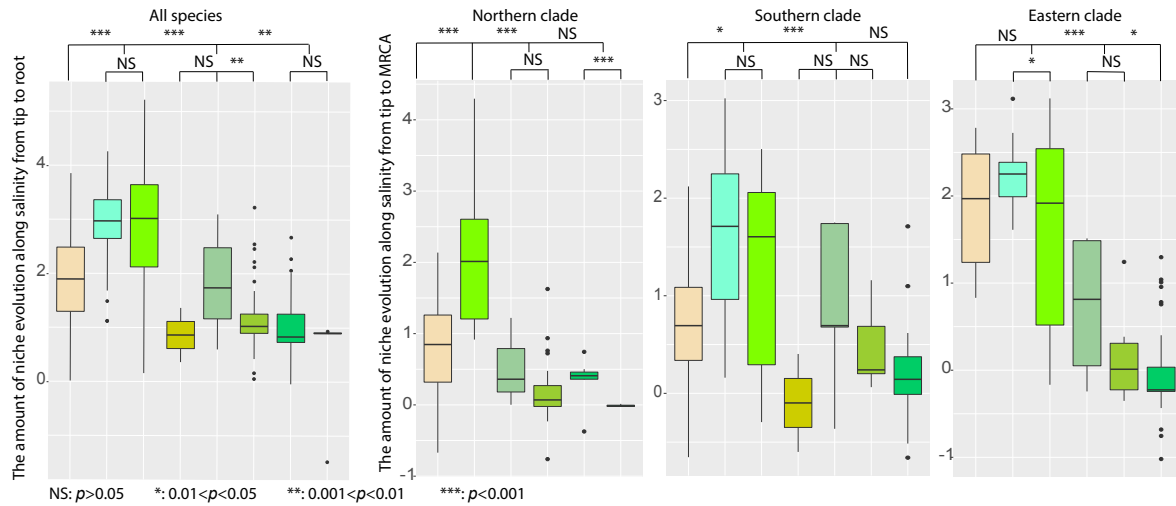 All species
Northern clade
Southern clade
Eastern clade
*** *** **
NS NS ** NS
The amount of niche evolution along salinity from tip to root
4
2
0
*** *** NS
NS ***
The amount of niche evolution along salinity from tip to MRCA
5
4
3
2
1
0
-1
* *** NS
NS NS NS
3
2
1
0
NS *** *
* NS
3
2
1
0
-1
NS: p>0.05 *: 0.01<p<0.05 **: 0.001<p<0.01 ***: p<0.001